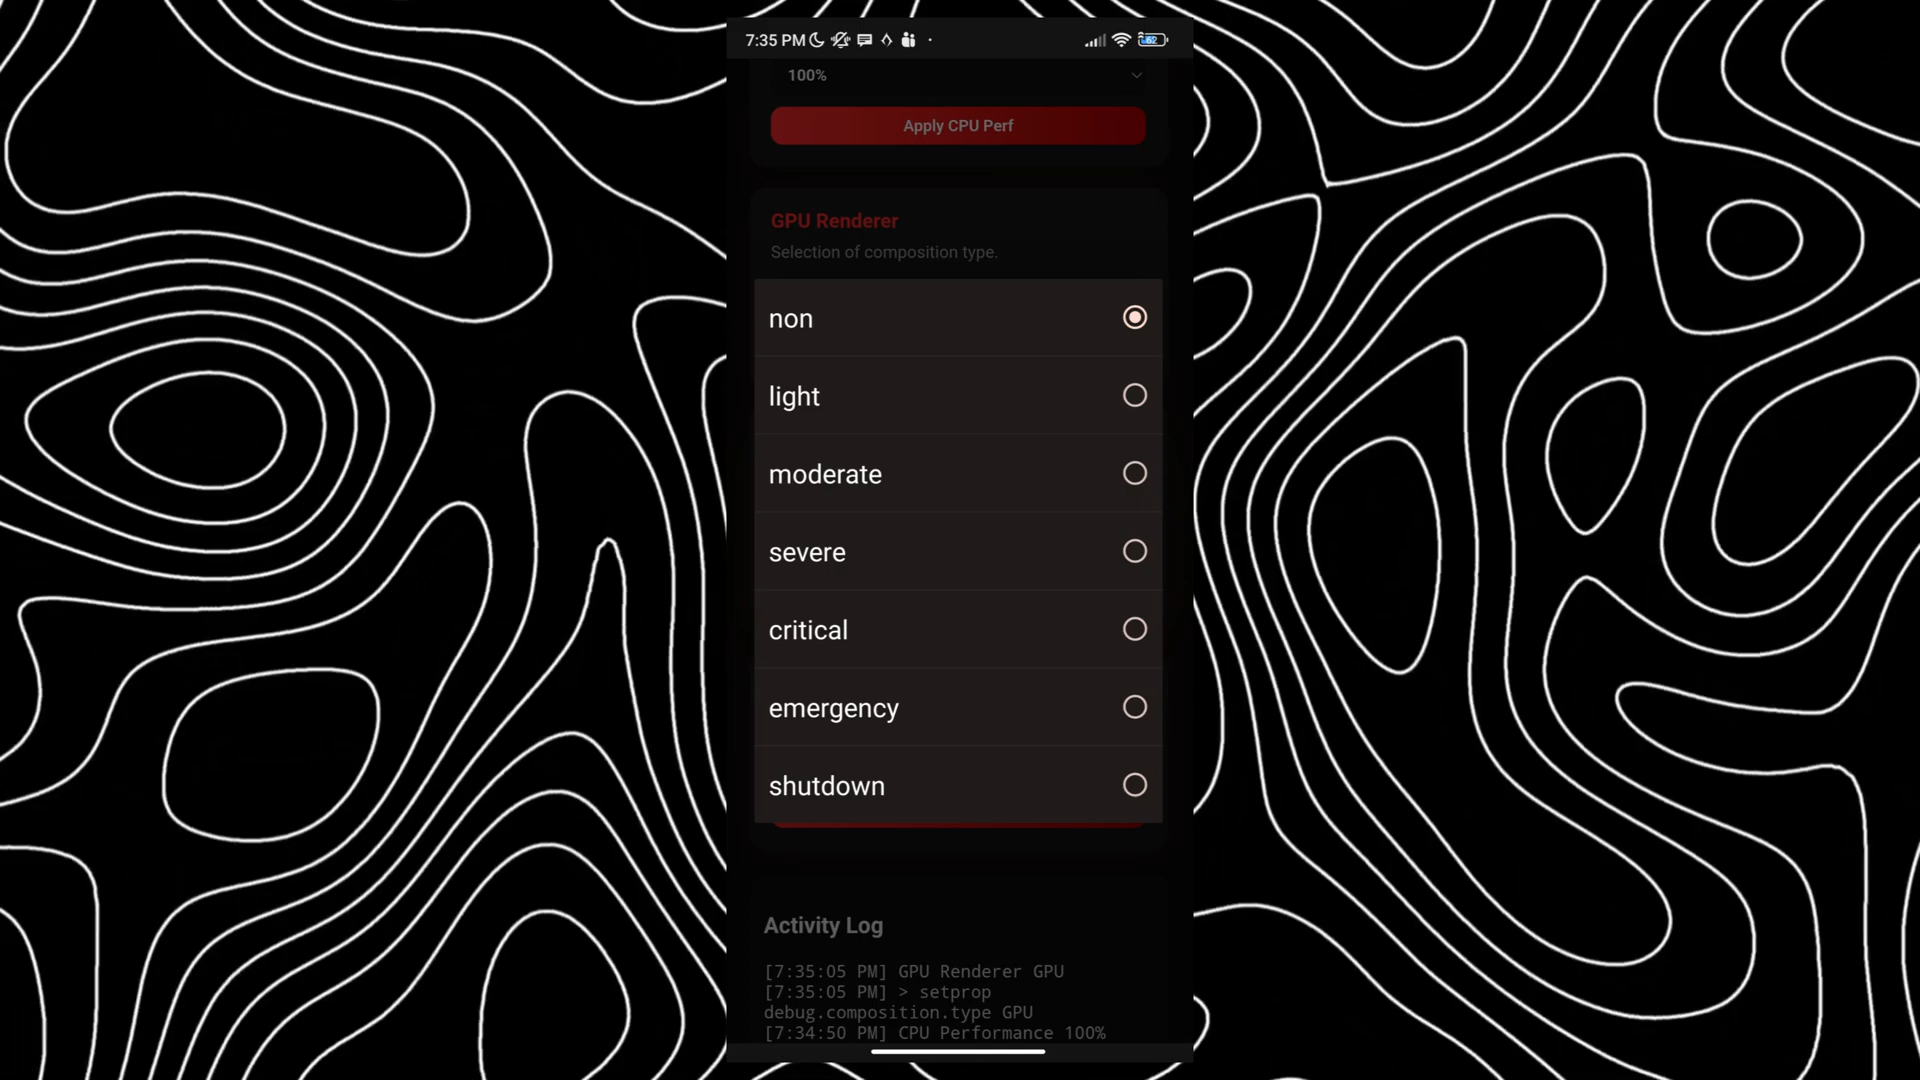 7:35 PM
62
100%
Apply CPU Perf
GPU Renderer
Selection of composition type.
non
light
moderate
severe
critical
emergency
shutdown
Activity Log
[7:35:05 PM] GPU Renderer GPU
[7:35:05 PM] > setprop
debug.composition.type GPU
[7:34:50 PM] CPU Performance 100%